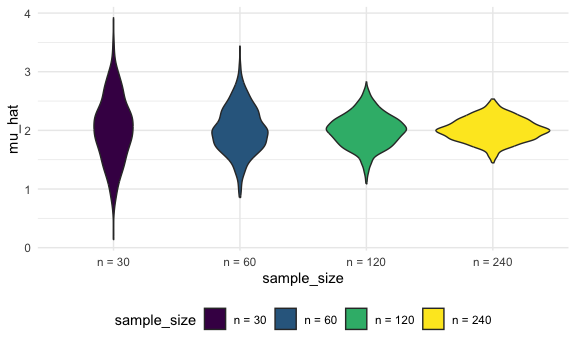 4
3
2
1
0
mu_hat
n = 30 n = 60 n = 120 n = 240
sample_size
sample_size n = 30 n = 60 n = 120 n = 240